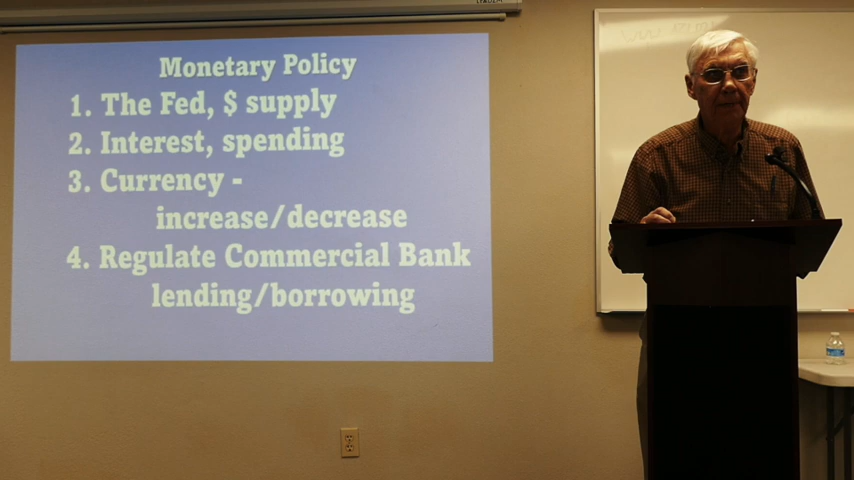 Monetary Policy
1. The Fed, $ supply
2. Interest, spending
3. Currency -
increase/decrease
4. Regulate Commercial Bank
lending/borrowing